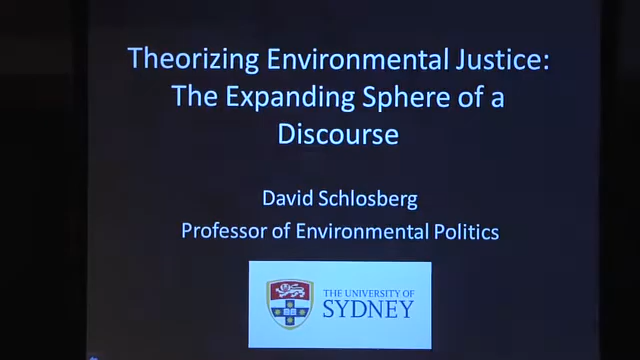 Theorizing Environmental Justice:
The Expanding Sphere of a
Discourse
David Schlosberg
Professor of Environmental Politics
THE UNIVERSITY OF
SYDNEY